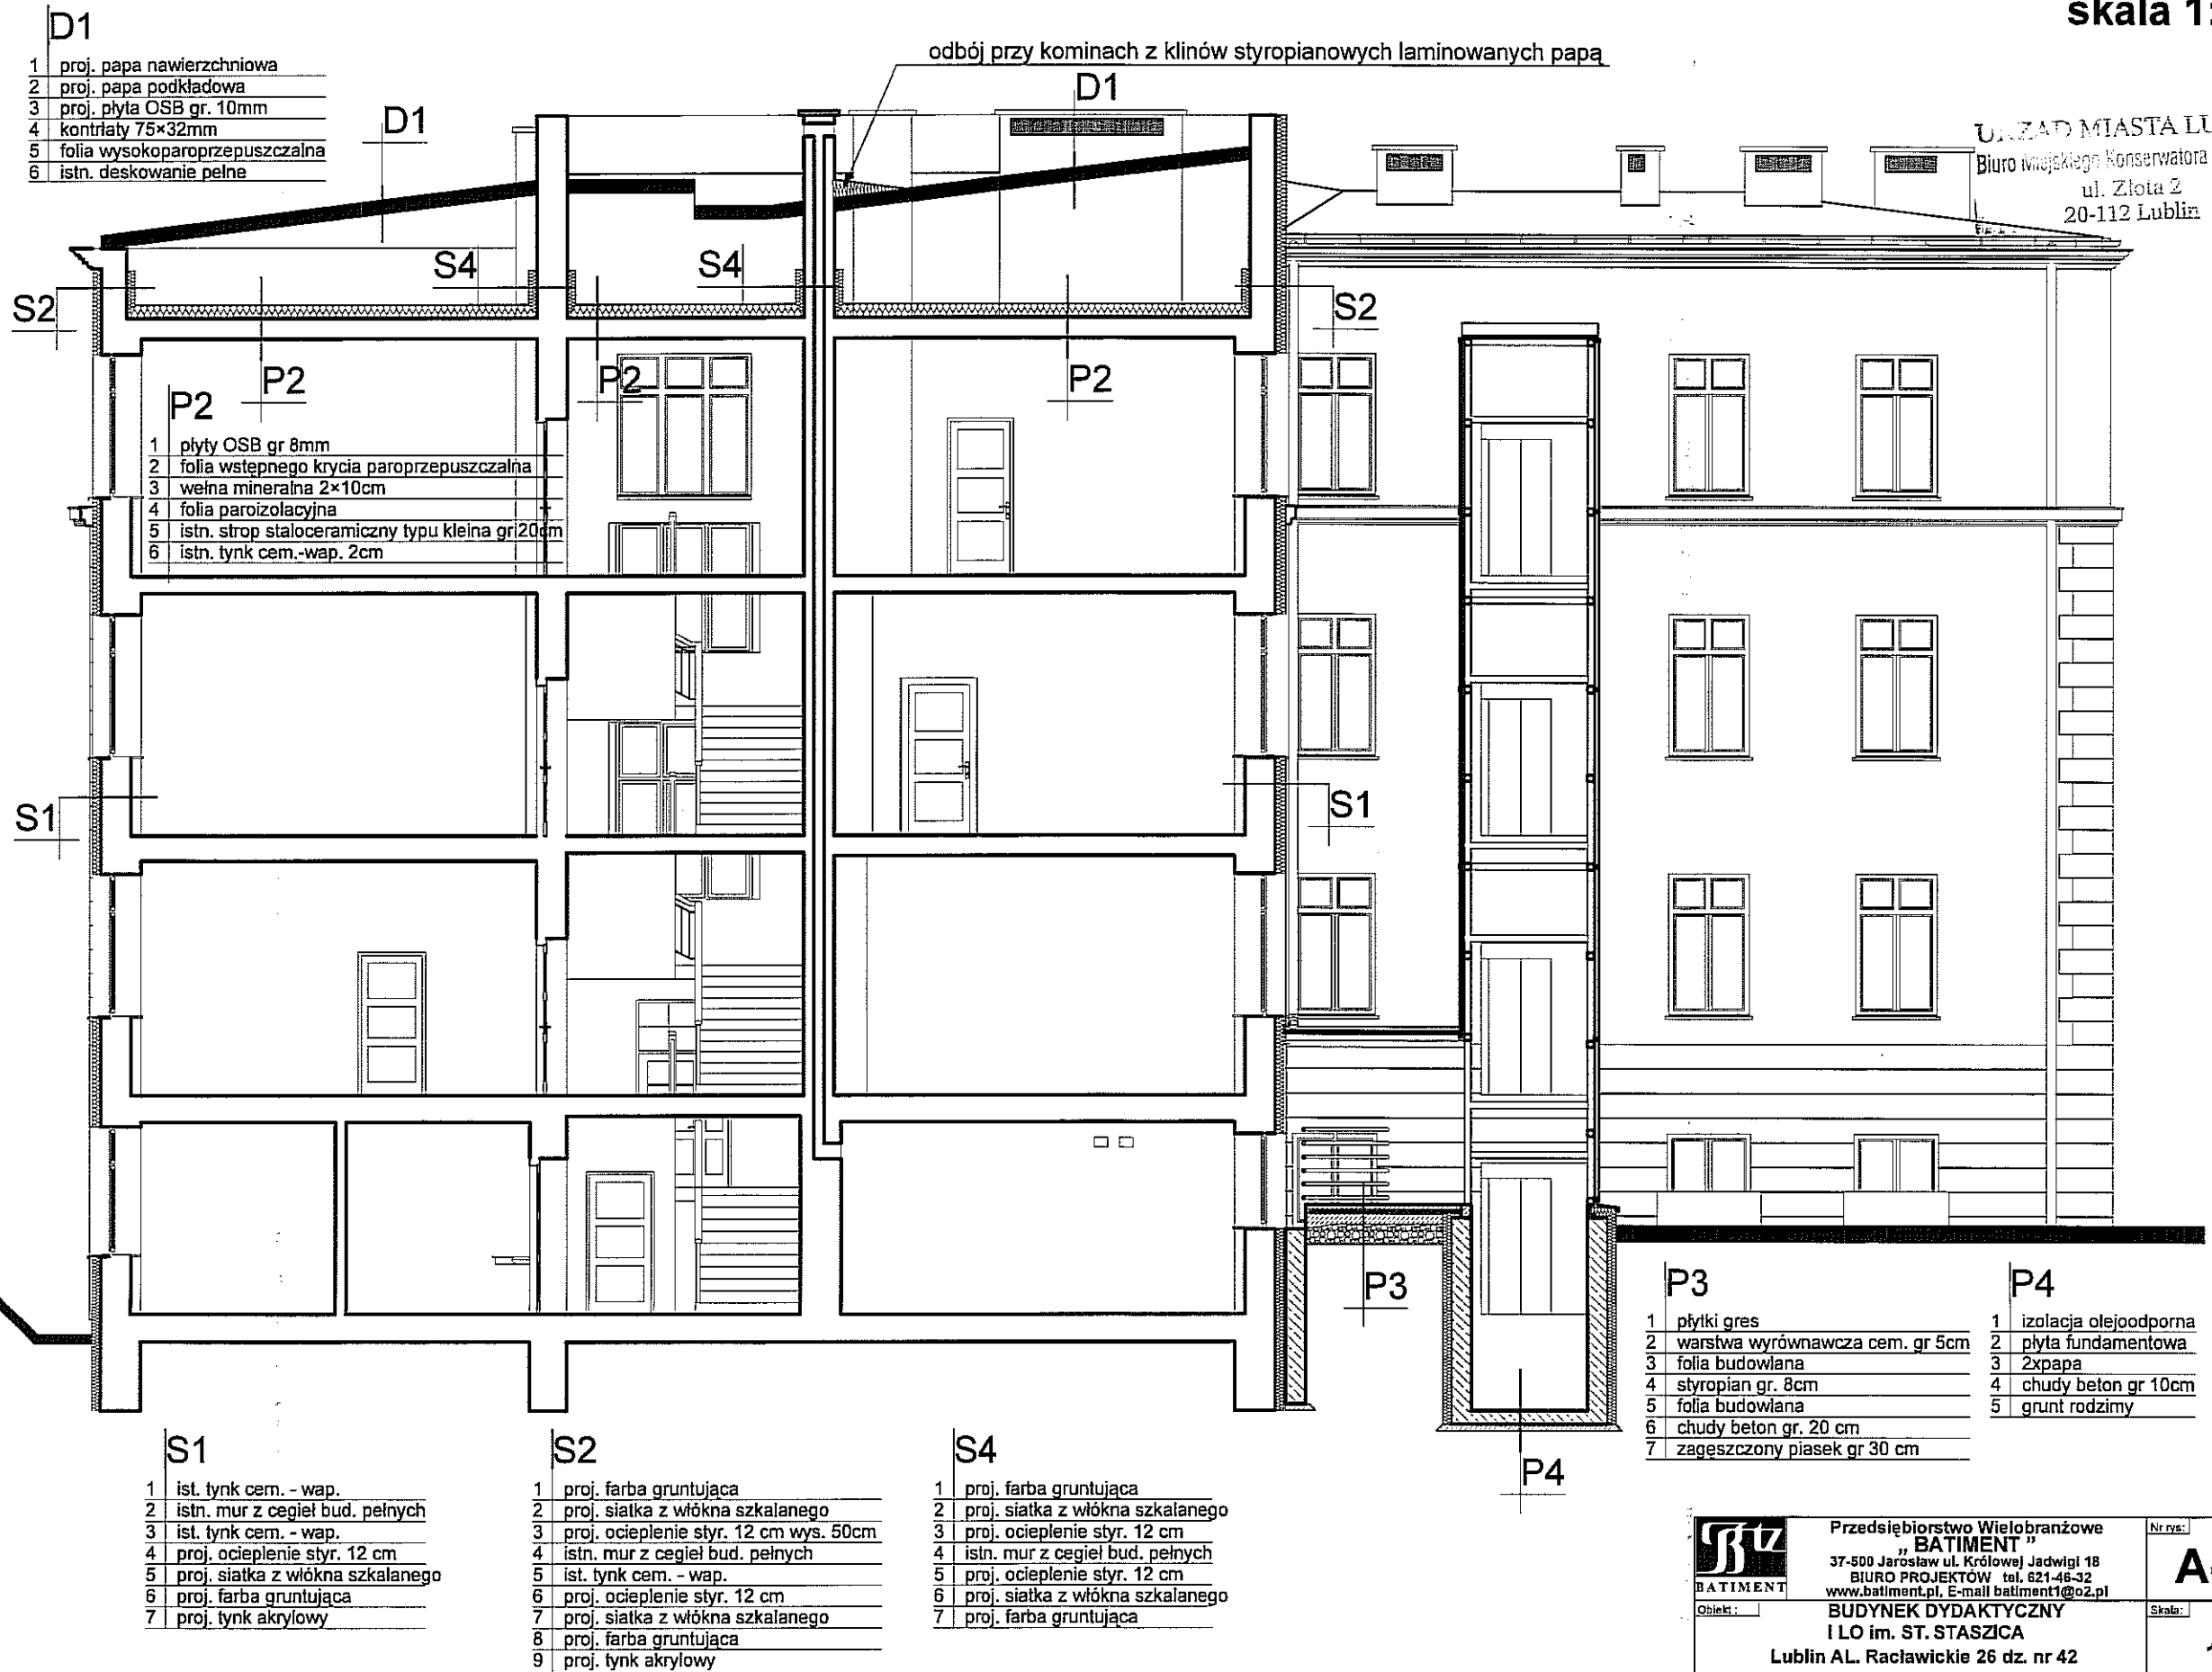 skala 1:
D1
1 proj. papa nawierzchniowa
2 proj. papa podkładowa
3 proj. płyta OSB gr. 10mm
4 kontrłaty 75×32mm
5 folia wysokoparoprzepuszczalna
6 istn. deskowanie pełne
odbój przy kominach z klinów styropianowych laminowanych papą
D1
D1
MIASTA LU
Biuro Miejskiego Konserwatora
ul. Złota 2
20-112 Lublin
S4
S4
S2
S2
P2
P2
P2
P2
1 płyty OSB gr 8mm
2 folia wstępnego krycia paroprzepuszczalna
3 wełna mineralna 2×10cm
4 folia paroizolacyjna
5 istn. strop staloceramiczny typu kleina gr 20cm
6 istn. tynk cem.-wap. 2cm
S1
S1
P3
P3
1 płytki gres
2 warstwa wyrównawcza cem. gr 5cm
3 folia budowlana
4 styropian gr. 8cm
5 folia budowlana
6 chudy beton gr. 20 cm
7 zagęszczony piasek gr 30 cm
P4
1 izolacja olejoodporna
2 płyta fundamentowa
3 2xpapa
4 chudy beton gr 10cm
5 grunt rodzimy
P4
S1
1 ist. tynk cem. - wap.
2 istn. mur z cegieł bud. pełnych
3 ist. tynk cem. - wap.
4 proj. ocieplenie styr. 12 cm
5 proj. siatka z włókna szkalanego
6 proj. farba gruntująca
7 proj. tynk akrylowy
S2
1 proj. farba gruntująca
2 proj. siatka z włókna szkalanego
3 proj. ocieplenie styr. 12 cm wys. 50cm
4 istn. mur z cegieł bud. pełnych
5 ist. tynk cem. - wap.
6 proj. ocieplenie styr. 12 cm
7 proj. siatka z włókna szkalanego
8 proj. farba gruntująca
9 proj. tynk akrylowy
S4
1 proj. farba gruntująca
2 proj. siatka z włókna szkalanego
3 proj. ocieplenie styr. 12 cm
4 istn. mur z cegieł bud. pełnych
5 proj. ocieplenie styr. 12 cm
6 proj. siatka z włókna szkalanego
7 proj. farba gruntująca
Btz
BATIMENT
Przedsiębiorstwo Wielobranżowe
„ BATIMENT "
37-500 Jarosław ul. Królowej Jadwigi 18
BIURO PROJEKTÓW tel. 621-46-32
www.batiment.pl, E-mail batiment1@o2.pl
Nr rys:
A
Obiekt :
BUDYNEK DYDAKTYCZNY
I LO im. ST. STASZICA
Lublin AL. Racławickie 26 dz. nr 42
Skala: